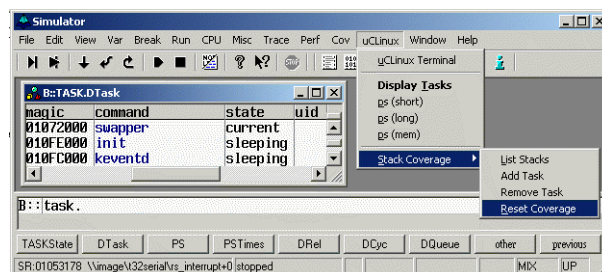 Simulator
File Edit View Var Break Run CPU Misc Trace Perf Cov uCLinux Window Help
uCLinux Terminal
Display Tasks
ps (short)
ps (long)
ps (mem)
Stack Coverage
List Stacks
Add Task
Remove Task
Reset Coverage
B::TASK.DTask
magic command state uid
01072000 swapper current
010FE000 init sleeping
010FC000 keventd sleeping
B::task.
TASKState DTask PS PSTimes DRel DCyc DQueue other previous
SR:01053178 \\image\t32serial\rs_interrupt+0 stopped MIX UP